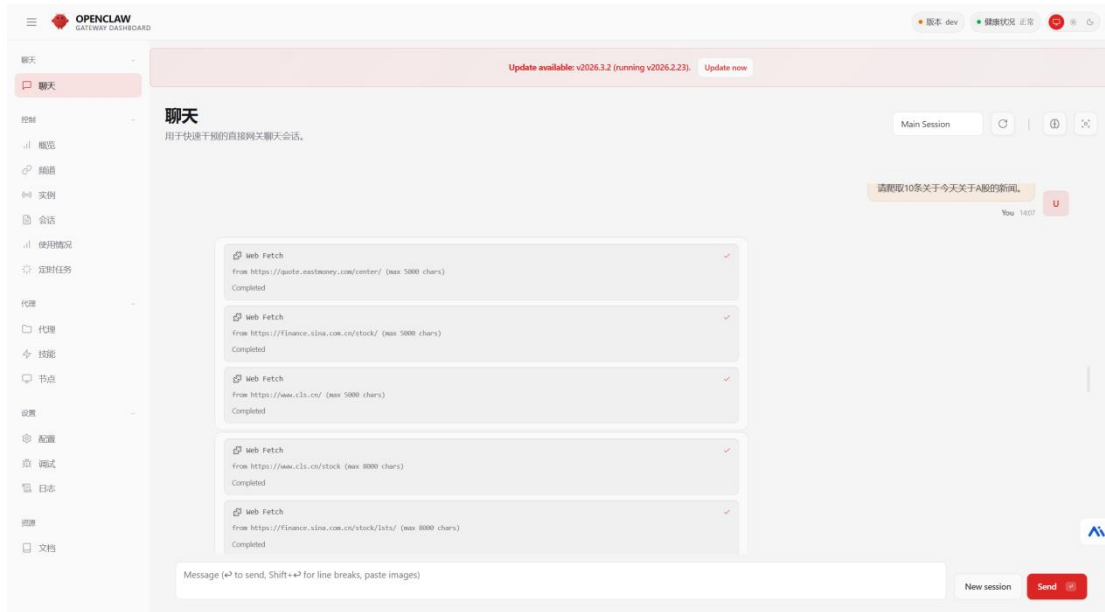 OPENCLAW
GATEWAY DASHBOARD
版本 dev
健康状况 正常
聊天
聊天
控制
概览
频道
实例
会话
使用情况
定时任务
代理
代理
技能
节点
设置
配置
调试
日志
资源
文档
Update available: v2026.3.2 (running v2026.2.23). Update now
聊天
用于快速干预的直接网关聊天会话。
Main Session
请爬取10条关于今天关于A股的新闻。
You 14:07
U
Web Fetch
from https://quote.eastmoney.com/center/ (max 5000 chars)
Completed
Web Fetch
from https://finance.sina.com.cn/stock/ (max 5000 chars)
Completed
Web Fetch
from https://www.cls.cn/ (max 5000 chars)
Completed
Web Fetch
from https://www.cls.cn/stock (max 8000 chars)
Completed
Web Fetch
from https://finance.sina.com.cn/stock/lsts/ (max 8000 chars)
Completed
Message (↩ to send, Shift+↩ for line breaks, paste images)
New session
Send